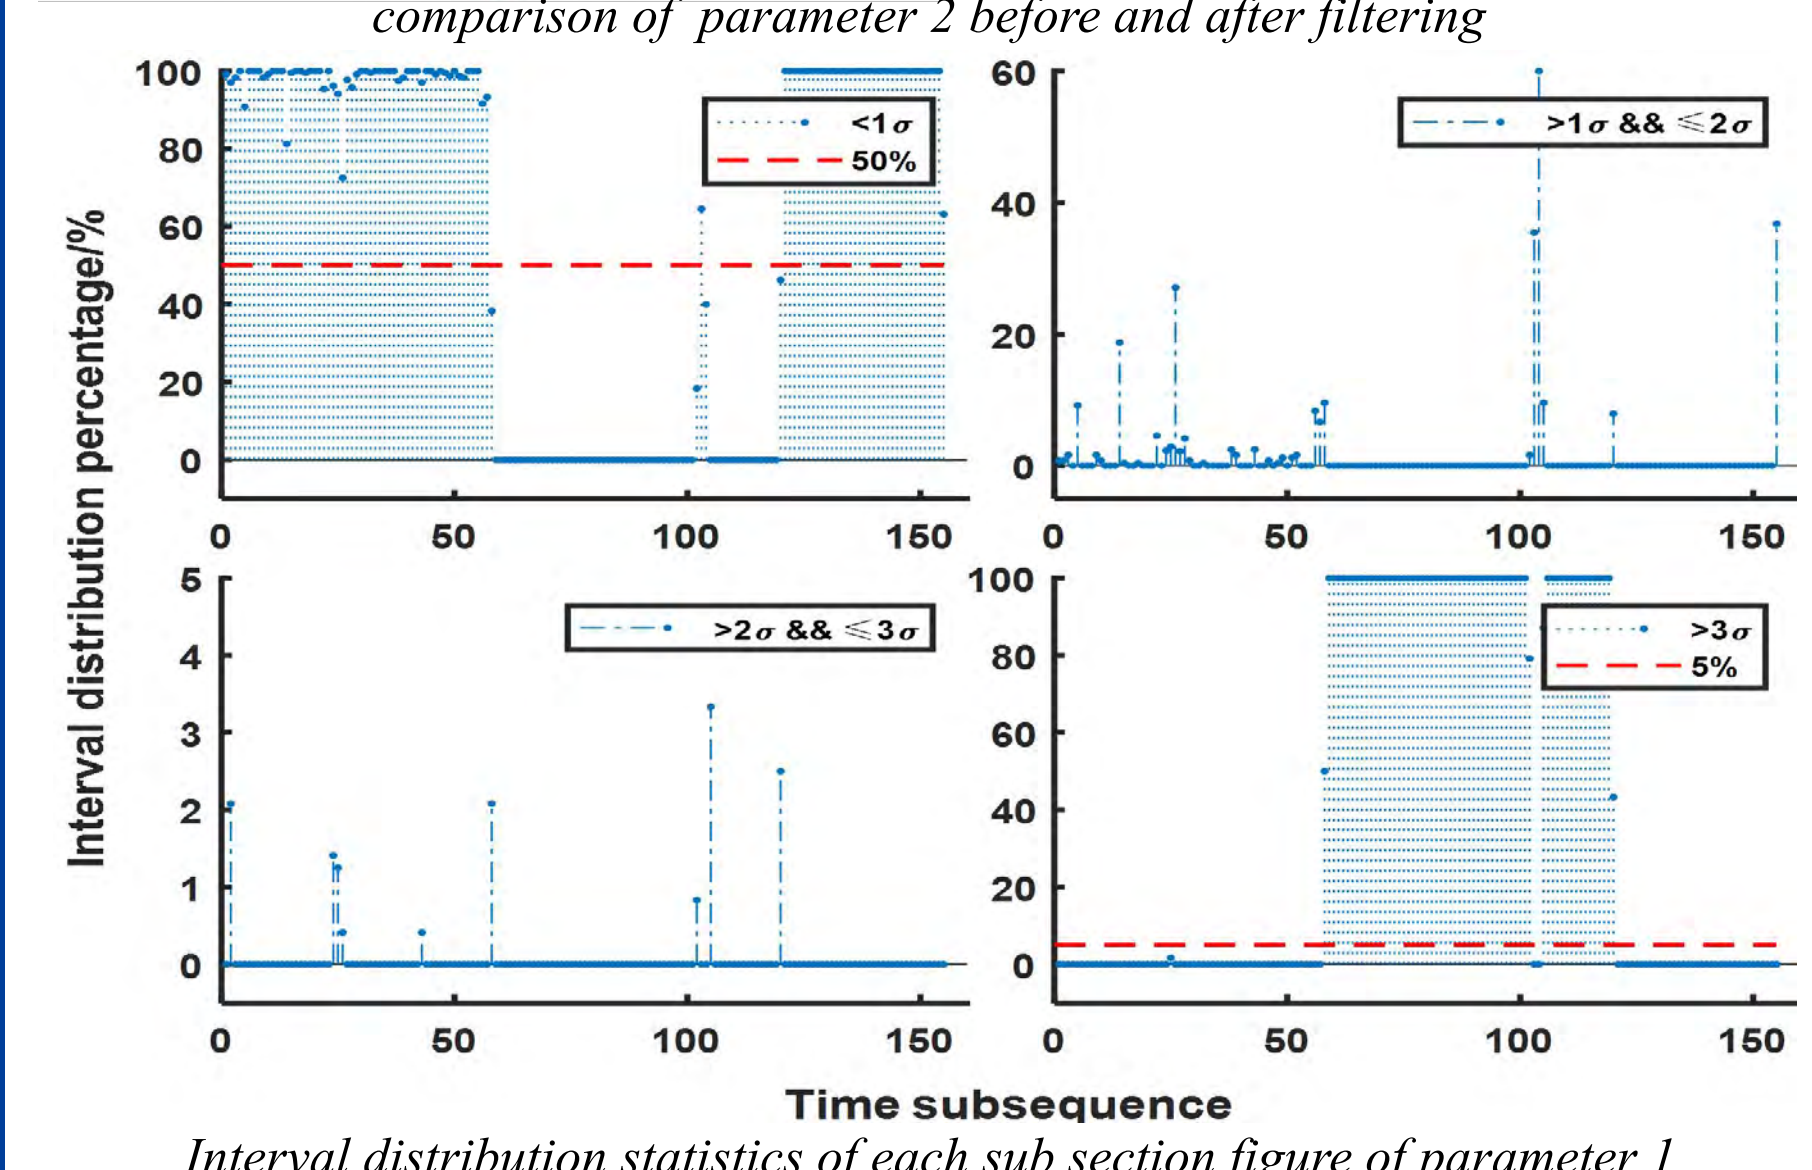 comparison of parameter 2 before and after filtering
Interval distribution percentage/%
100
80
60
40
20
0
0 50 100 150
<1σ
50%
60
40
20
0
0 50 100 150
>1σ && ≤2σ
5
4
3
2
1
0
0 50 100 150
>2σ && ≤3σ
100
80
60
40
20
0
0 50 100 150
>3σ
5%
Time subsequence
Interval distribution statistics of each sub section figure of parameter 1